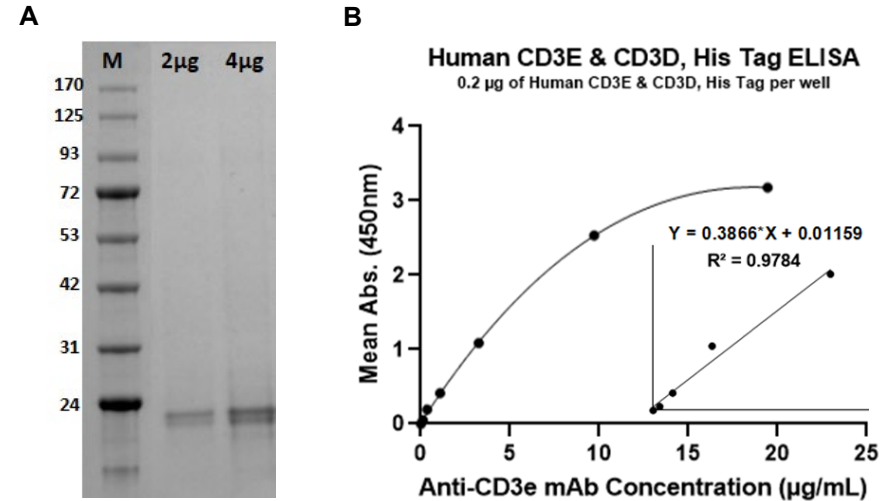 A
M 2µg 4µg
170
125
93
72
53
42
31
24
B
Human CD3E & CD3D, His Tag ELISA
0.2 µg of Human CD3E & CD3D, His Tag per well
Mean Abs. (450nm)
4
3
2
1
0
Y = 0.3866*X + 0.01159
R² = 0.9784
0 5 10 15 20 25
Anti-CD3e mAb Concentration (µg/mL)